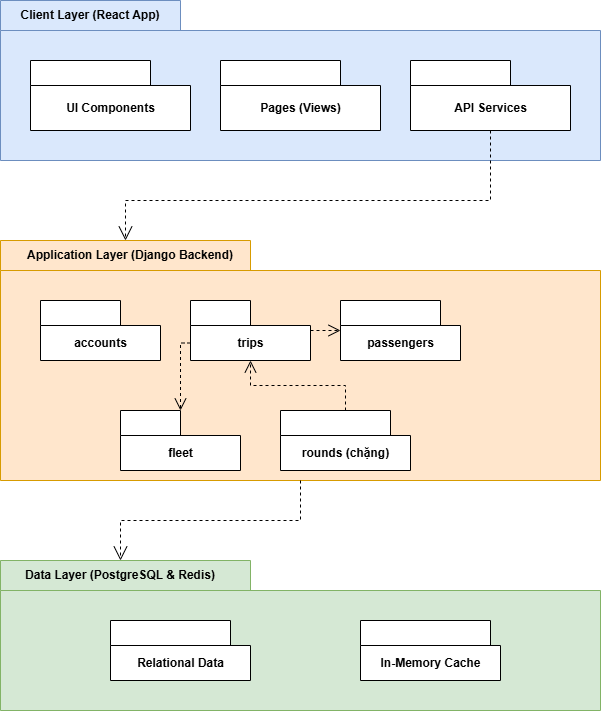 Client Layer (React App)
UI Components
Pages (Views)
API Services
Application Layer (Django Backend)
accounts
trips
passengers
fleet
rounds (chặng)
Data Layer (PostgreSQL & Redis)
Relational Data
In-Memory Cache